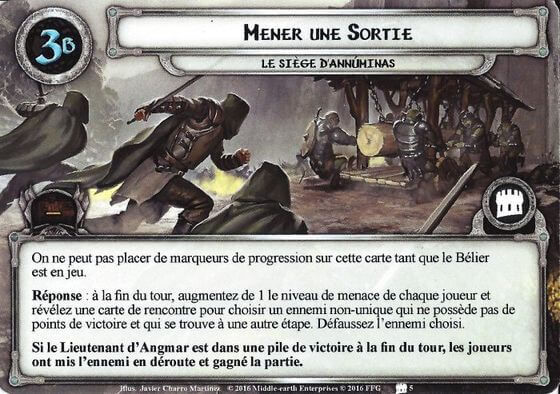 3B
MENER UNE SORTIE
LE SIÈGE D'ANNÚMINAS
On ne peut pas placer de marqueurs de progression sur cette carte tant que le Bélier
est en jeu.
Réponse : à la fin du tour, augmentez de 1 le niveau de menace de chaque joueur et
révélez une carte de rencontre pour choisir un ennemi non-unique qui ne possède pas de
points de victoire et qui se trouve à une autre étape. Défaussez l'ennemi choisi.
Si le Lieutenant d'Angmar est dans une pile de victoire à la fin du tour, les joueurs
ont mis l'ennemi en déroute et gagné la partie.
Illus. Javier Charro Martinez © 2016 Middle-earth Enterprises © 2016 FFG 5